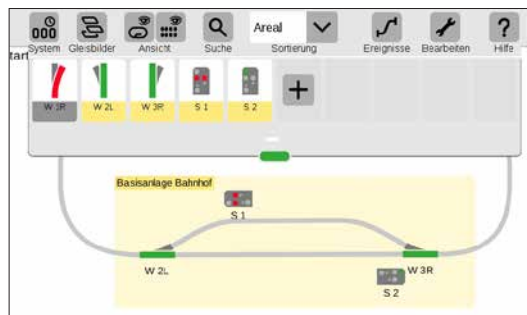 000
Areal
?
System Gleisbilder Ansicht Suche Sortierung Ereignisse Bearbeiten Hilfe
tart
W 1R W 2L W 3R S 1 S 2
Basisanlage Bahnhof
S 1
W 2L W 3R
S 2